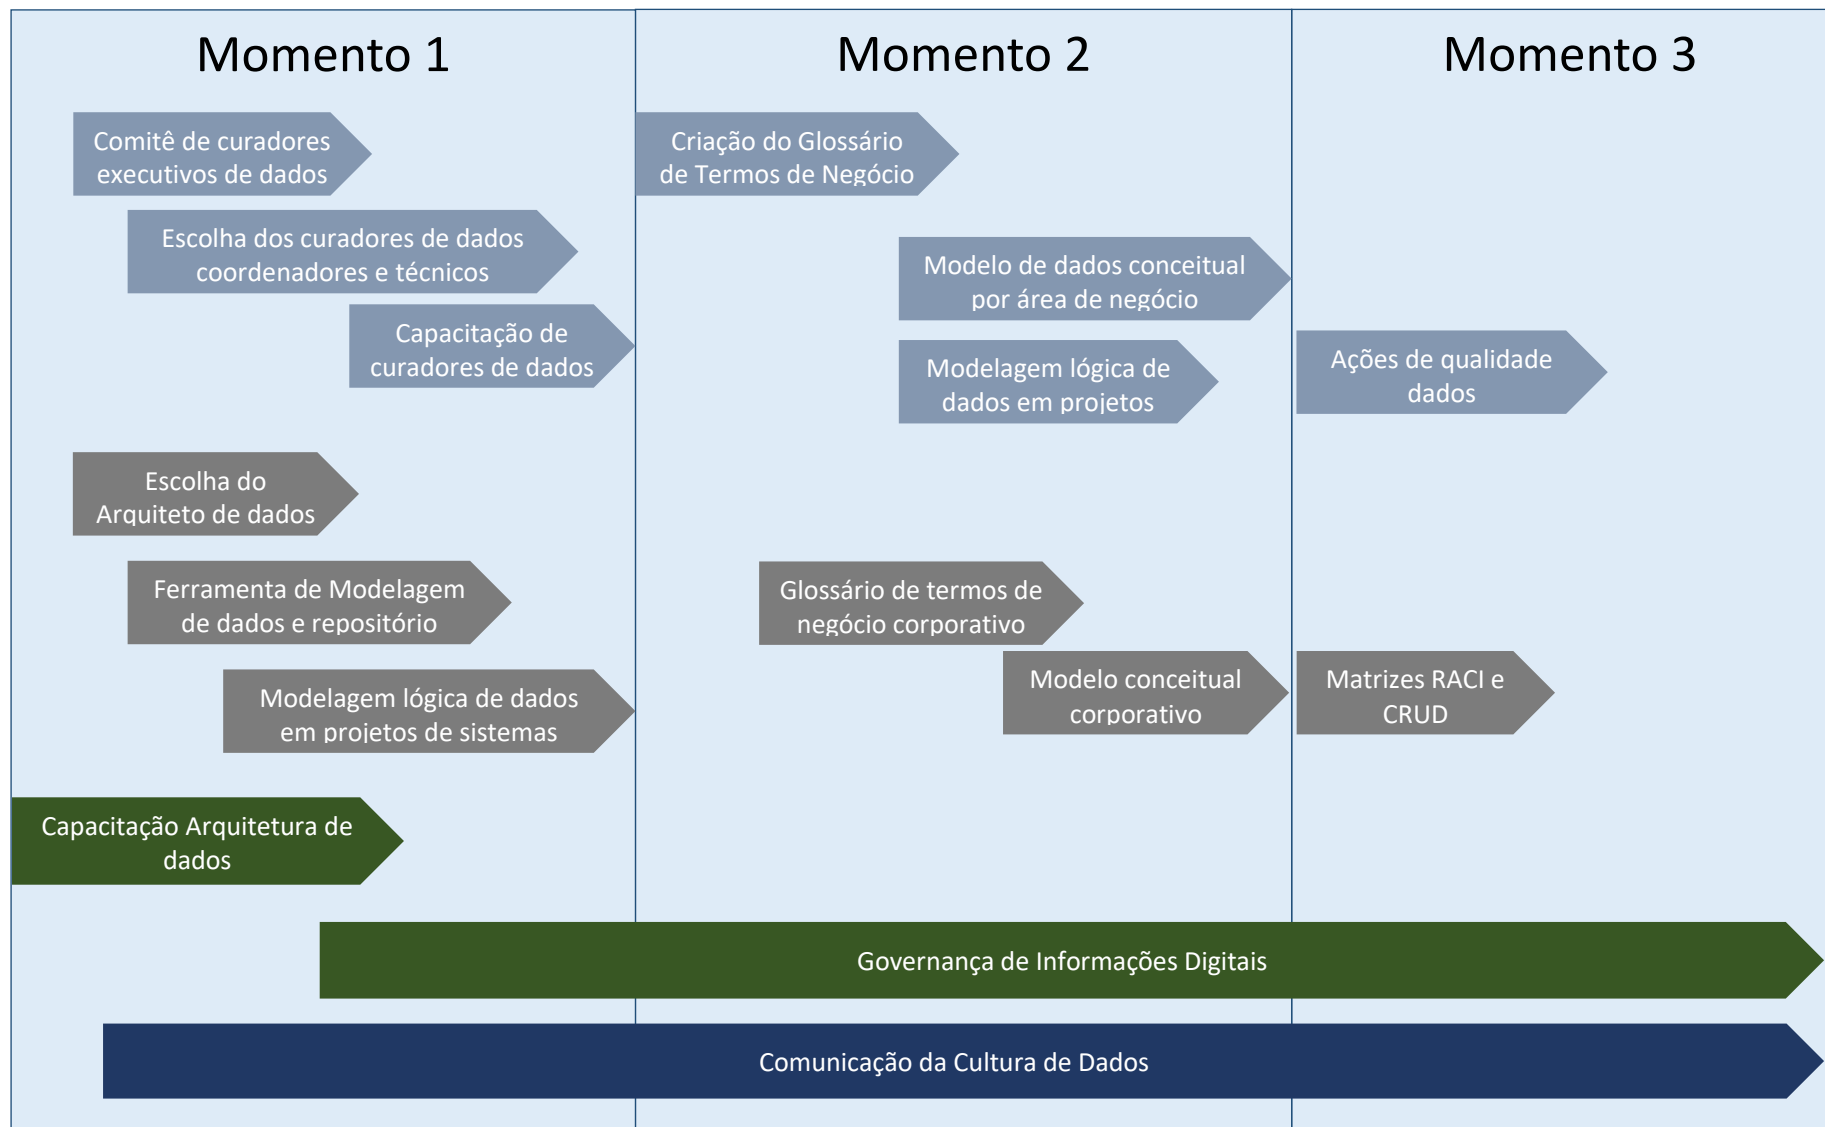 Momento 1
Momento 2
Momento 3
Comitê de curadores
executivos de dados
Criação do Glossário
de Termos de Negócio
Escolha dos curadores de dados
coordenadores e técnicos
Modelo de dados conceitual
por área de negócio
Capacitação de
curadores de dados
Modelagem lógica de
dados em projetos
Ações de qualidade
dados
Escolha do
Arquiteto de dados
Ferramenta de Modelagem
de dados e repositório
Glossário de termos de
negócio corporativo
Modelagem lógica de dados
em projetos de sistemas
Modelo conceitual
corporativo
Matrizes RACI e
CRUD
Capacitação Arquitetura de
dados
Governança de Informações Digitais
Comunicação da Cultura de Dados